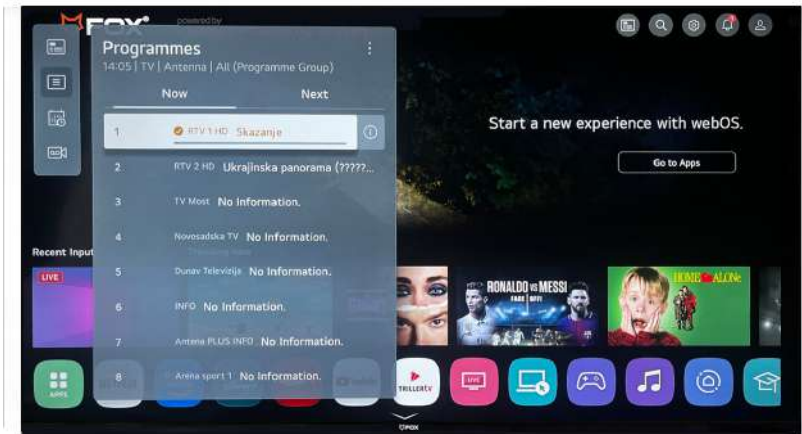 FOX
powered by
Programmes
14:05 | TV | Antenna | All (Programme Group)
Now
Next
1 RTV 1 HD Skazanje
2 RTV 2 HD Ukrajinska panorama (?????...
3 TV Most No Information.
4 Novosadska TV No Information.
5 Dunav Televizija No Information.
6 INFO No Information.
7 Antena PLUS INFO No Information.
8 Arena sport 1 No Information.
Start a new experience with webOS.
Go to Apps
Recent Input
LIVE
RONALDO VS MESSI
FACE OFF!
HOME ALONe
APPS
TRILLERtv
LIVE
FOX